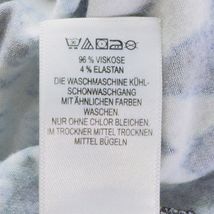 96 % VISKOSE
4 % ELASTAN
DIE WASCHMASCHINE KÜHL-
SCHONWASCHGANG
MIT ÄHNLICHEN FARBEN
WASCHEN.
NUR OHNE CHLOR BLEICHEN.
IM TROCKNER MITTEL TROCKNEN
MITTEL BÜGELN